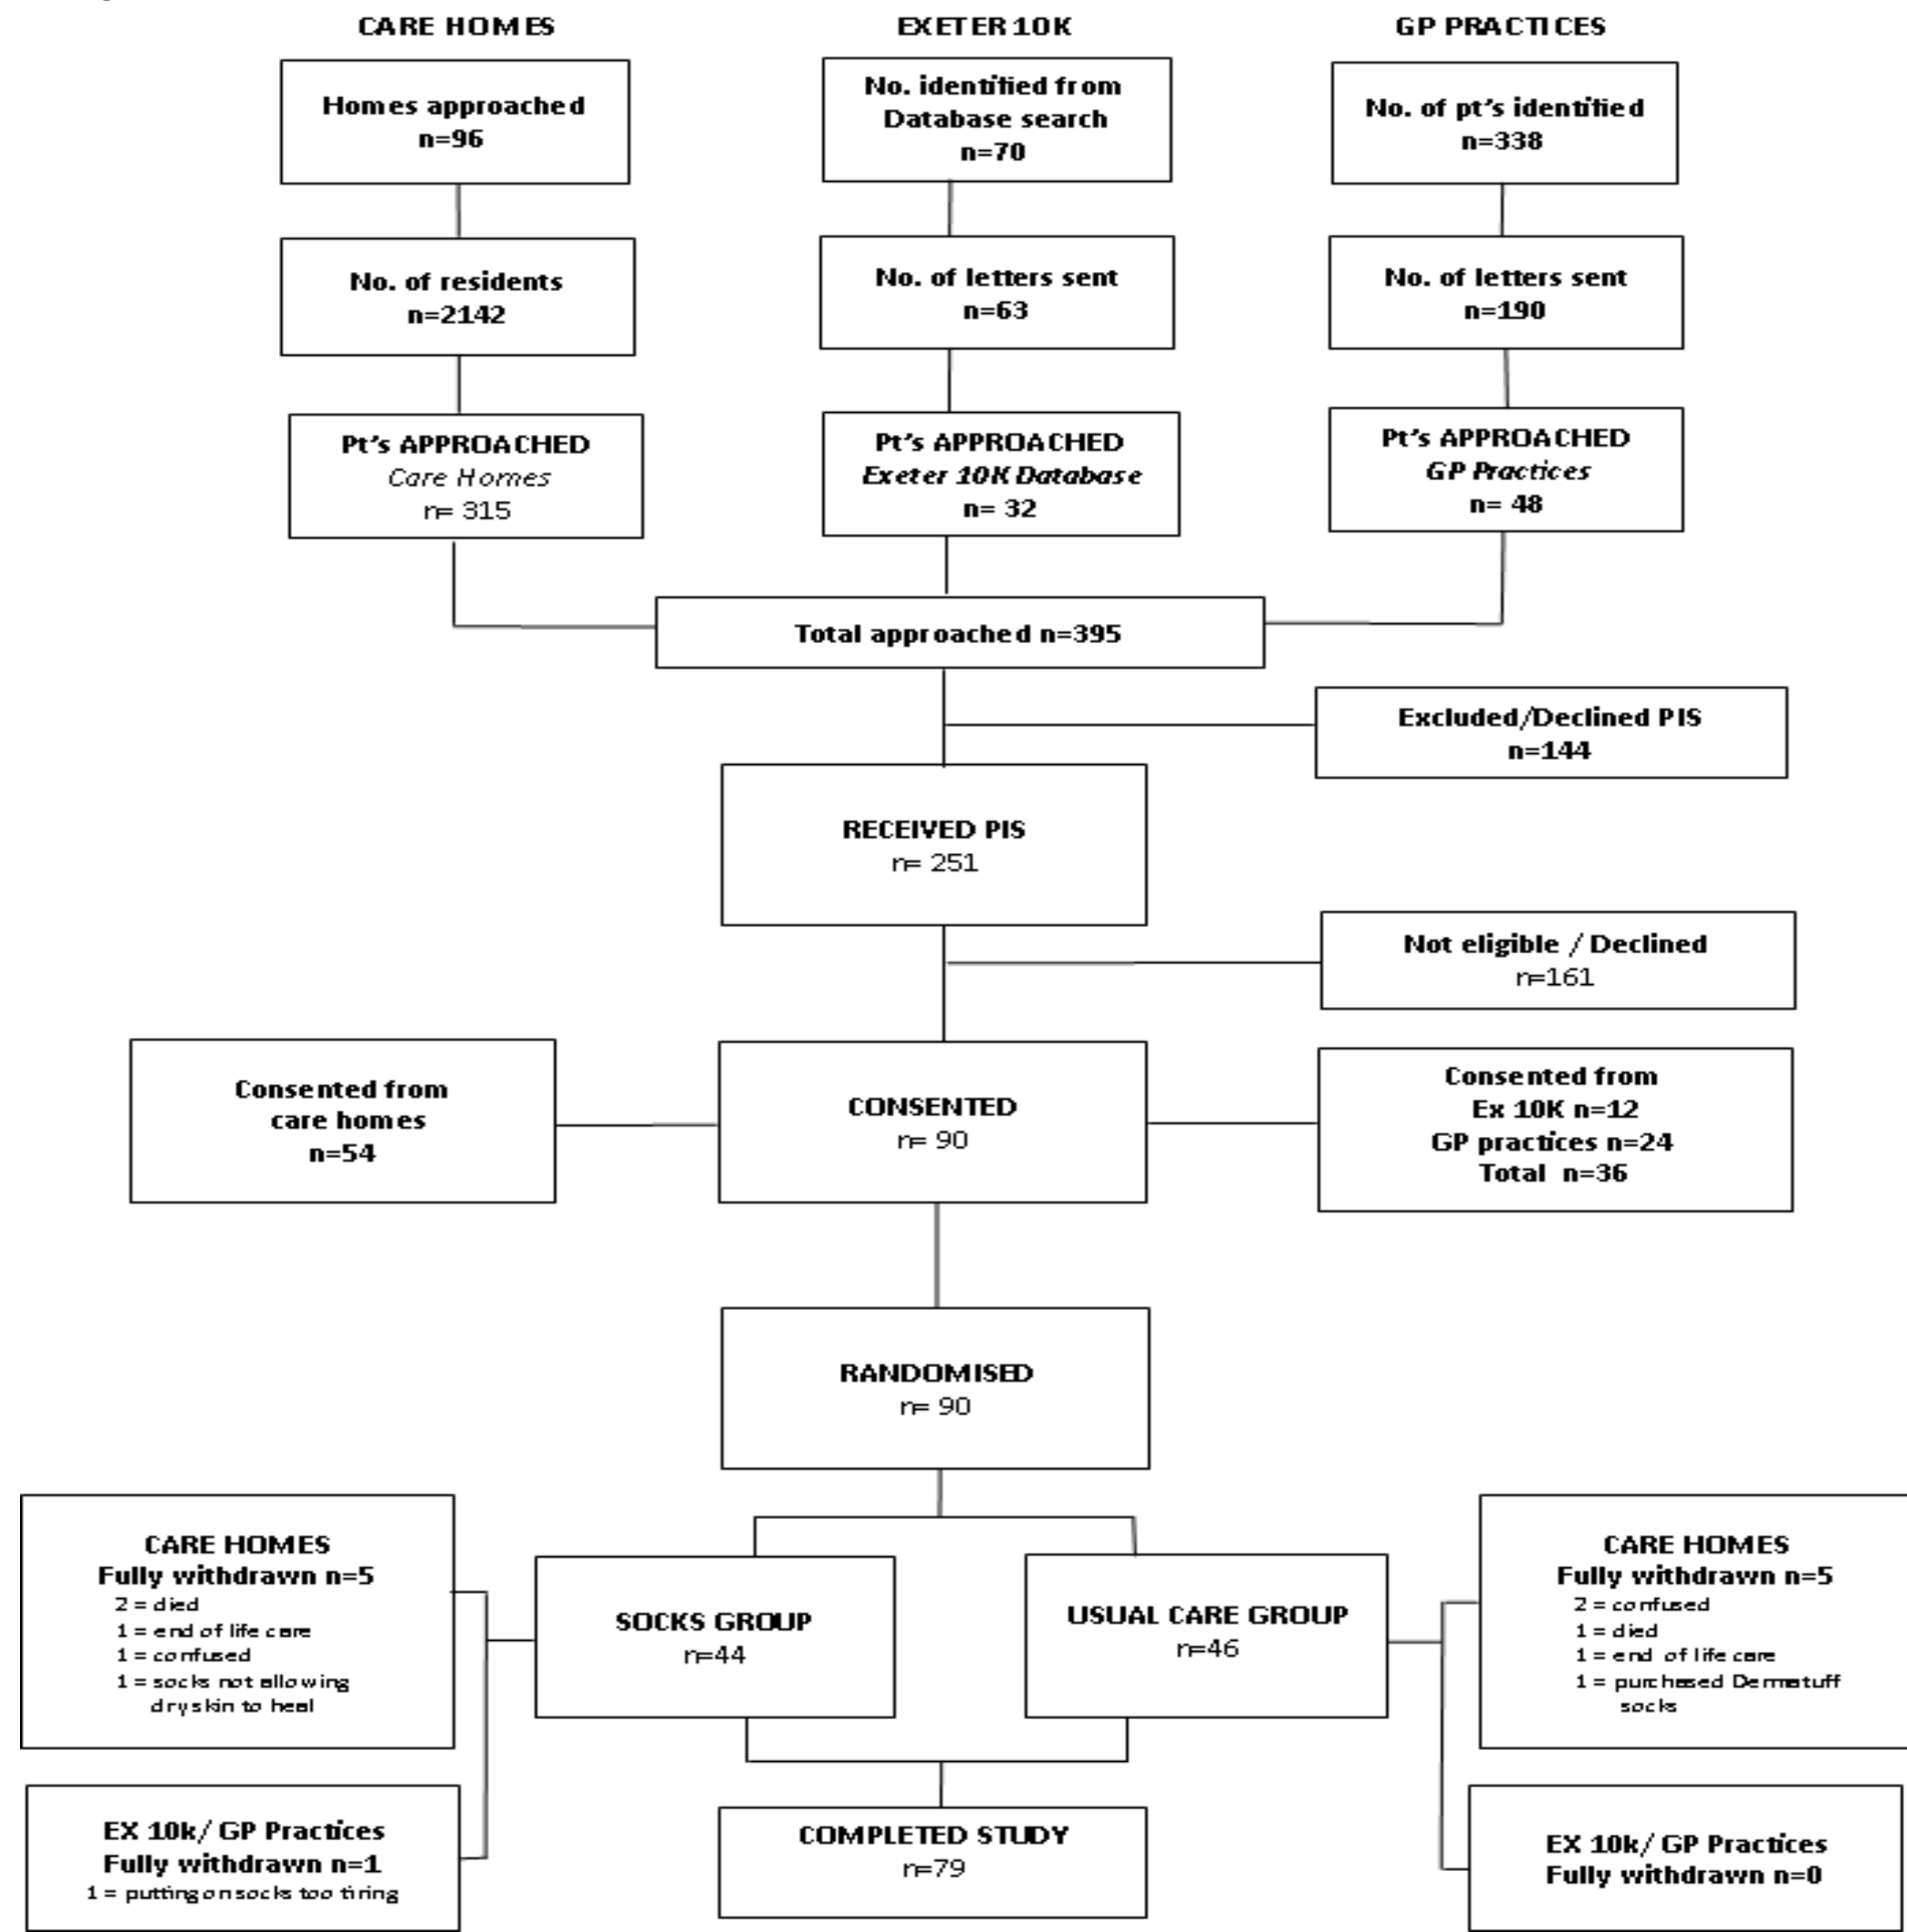 CARE HOMES
EXETER 10K
GP PRACTICES
Homes approached
n=96
No. identified from
Database search
n=70
No. of pt's identified
n=338
No. of residents
n=2142
No. of letters sent
n=63
No. of letters sent
n=190
Pt's APPROACHED
Care Homes
n= 315
Pt's APPROACHED
Exeter 10K Database
n= 32
Pt's APPROACHED
GP Practices
n= 48
Total approached n=395
Excluded/Declined PIS
n=144
RECEIVED PIS
n= 251
Not eligible / Declined
n=161
Consented from
care homes
n=54
CONSENTED
n= 90
Consented from
Ex 10K n=12
GP practices n=24
Total n=36
RANDOMISED
n= 90
CARE HOMES
Fully withdrawn n=5
2 = died
1 = end of life care
1 = confused
1 = socks not allowing
dry skin to heal
SOCKS GROUP
n=44
USUAL CARE GROUP
n=46
CARE HOMES
Fully withdrawn n=5
2 = confused
1 = died
1 = end of life care
1 = purchased Dermatuff
socks
EX 10k/ GP Practices
Fully withdrawn n=1
1 = putting on socks too tiring
COMPLETED STUDY
n=79
EX 10k/ GP Practices
Fully withdrawn n=0